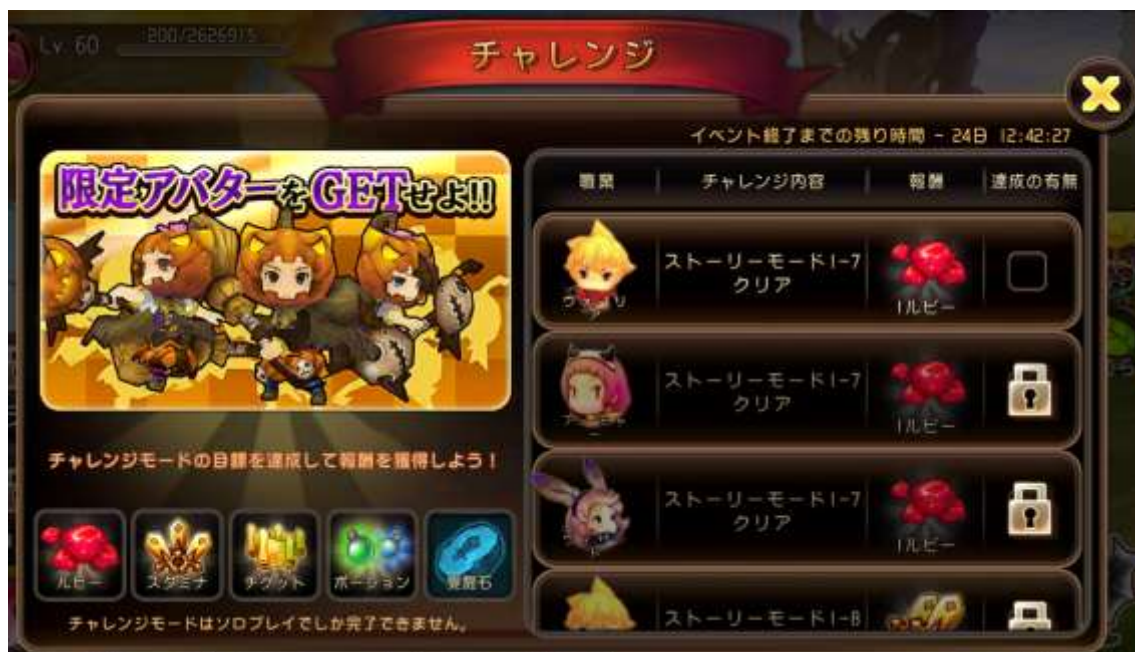 Lv. 60
200/2626915
チャレンジ
イベント終了までの残り時間 - 24日 12:42:27
限定アバターをGETせよ!!
職業
チャレンジ内容
報酬
達成の有無
ストーリーモード1-7
クリア
1ルビー
ストーリーモード1-7
クリア
1ルビー
ストーリーモード1-7
クリア
1ルビー
ストーリーモード1-8
チャレンジモードの目標を達成して報酬を獲得しよう!
ルビー
スタミナ
チケット
ポーション
覚醒石
チャレンジモードはソロプレイでしか完了できません。